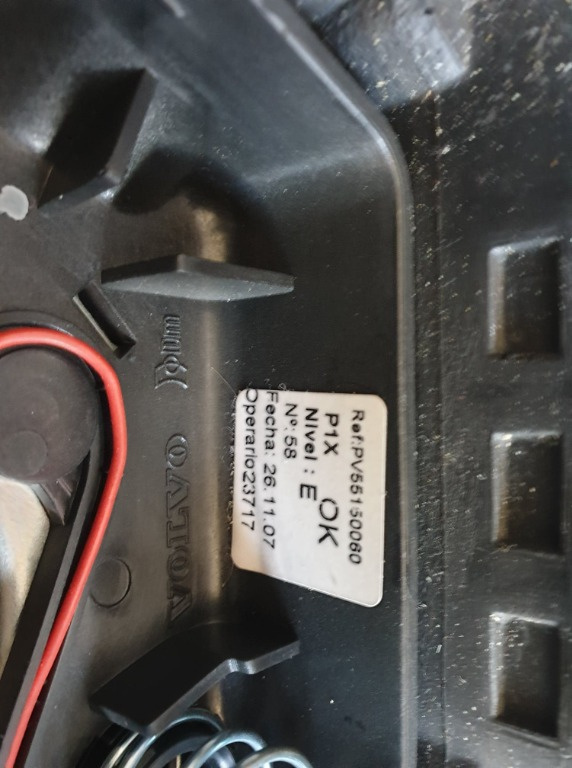 Ref:PV55150060
P1X OK
Nivel : E
Nº:58
Fecha: 26.11.07
Operario23717
VOLVO